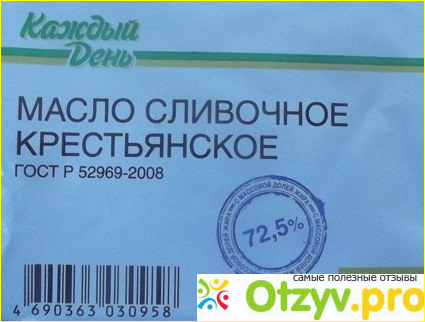 Каждый
День
МАСЛО СЛИВОЧНОЕ
КРЕСТЬЯНСКОЕ
ГОСТ Р 52969-2008
С МАССОВОЙ ДОЛЕЙ ЖИРА
72,5%
4 690363 030958
самые полезные отзывы
Otzyv.pro